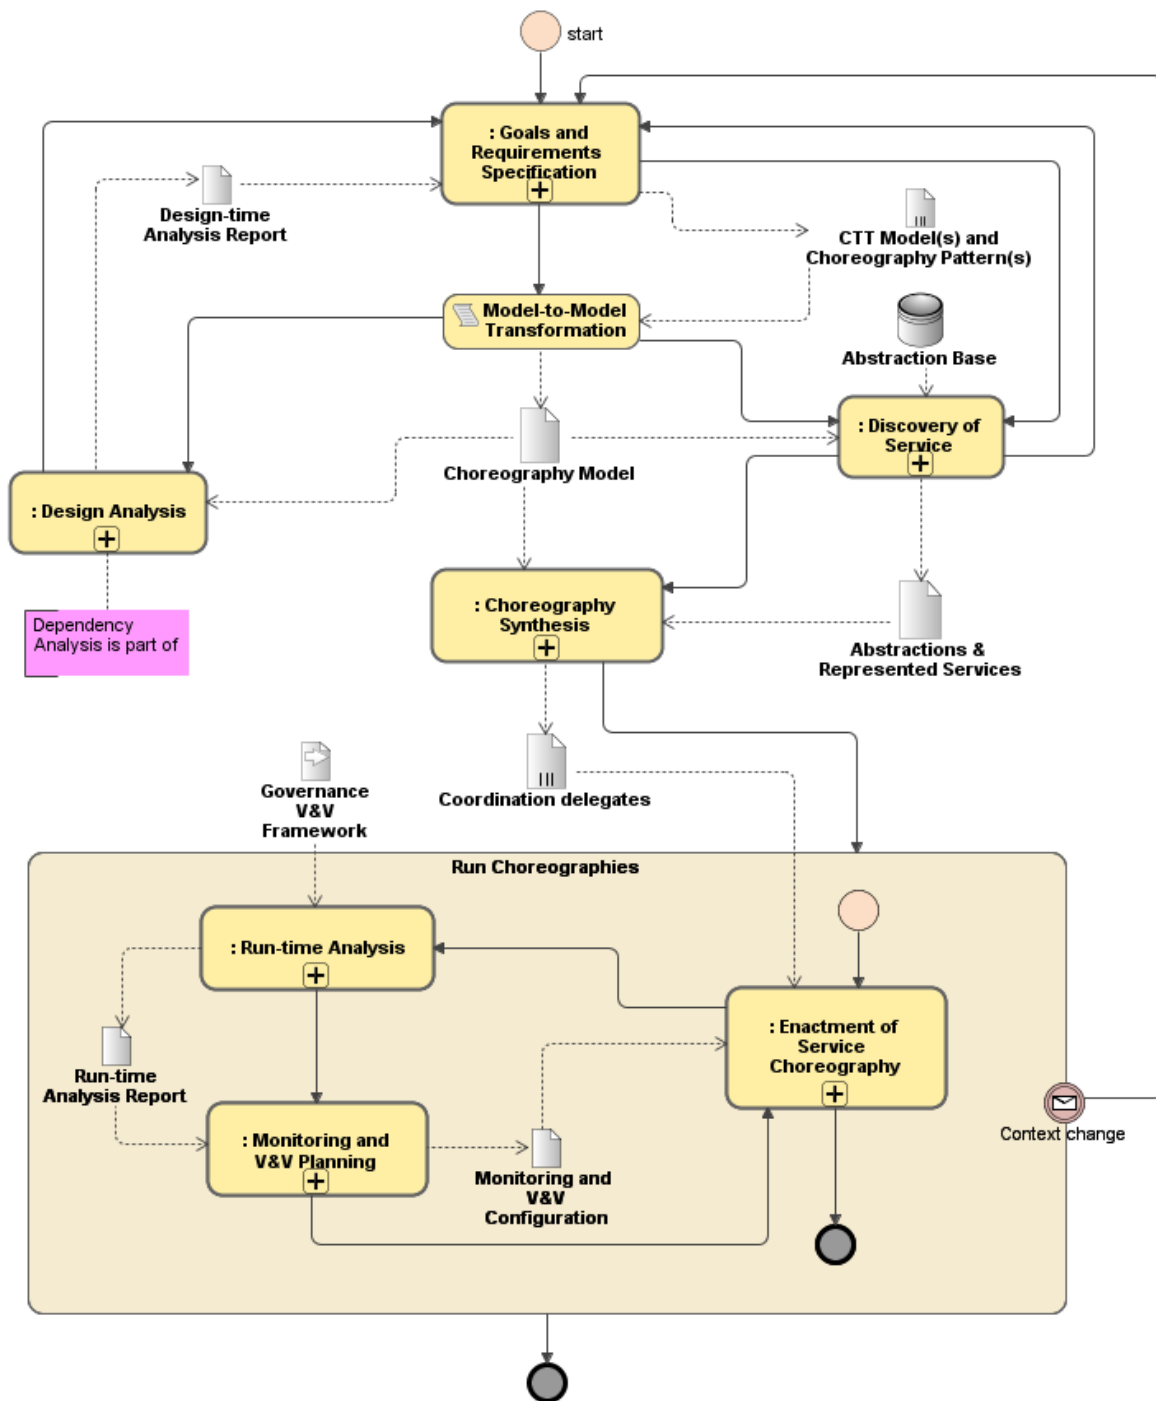 start
: Goals and
Requirements
Specification
Design-time
Analysis Report
CTT Model(s) and
Choreography Pattern(s)
Model-to-Model
Transformation
Abstraction Base
: Discovery of
Service
Choreography Model
: Design Analysis
Dependency
Analysis is part of
: Choreography
Synthesis
Abstractions &
Represented Services
Governance
V&V
Framework
Coordination delegates
Run Choreographies
: Run-time Analysis
: Enactment of
Service
Choreography
Run-time
Analysis Report
: Monitoring and
V&V Planning
Monitoring and
V&V
Configuration
Context change